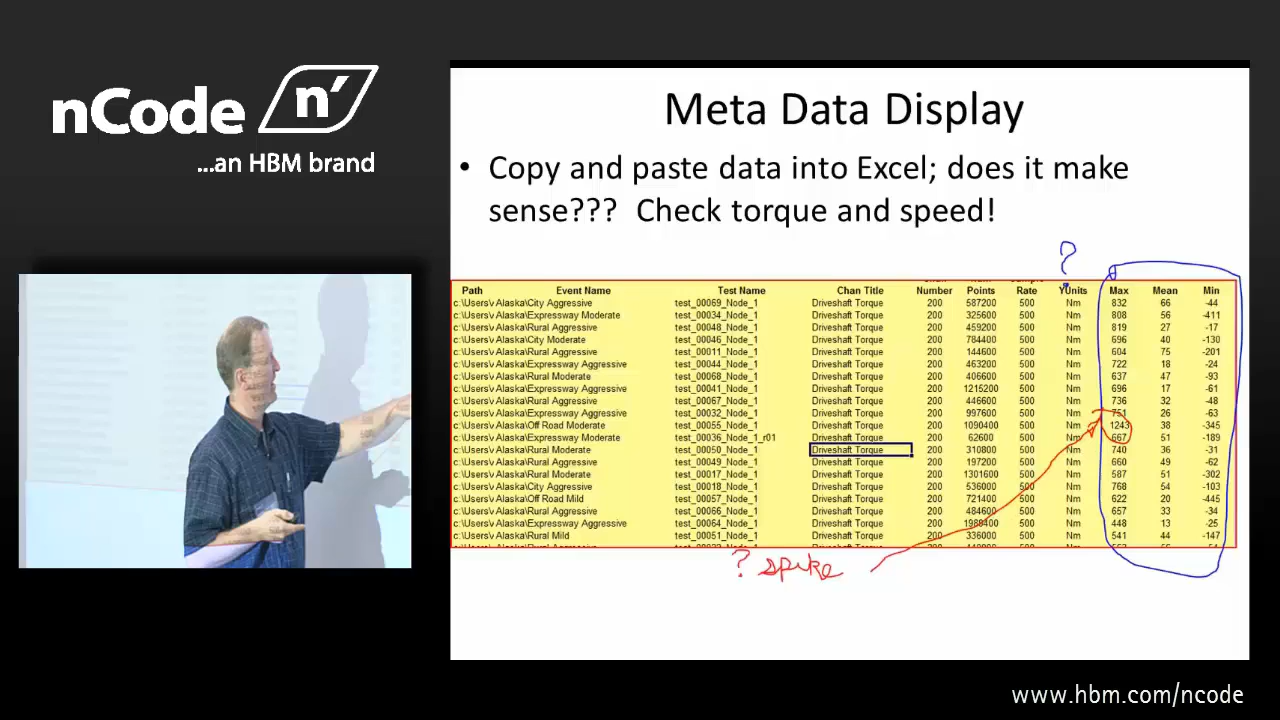 nCode n'
...an HBM brand
Meta Data Display
• Copy and paste data into Excel; does it make
sense??? Check torque and speed!
?
Path Event Name Test Name Chan Title Number Points Rate YUnits Max Mean Min
c:\Users\Alaska\City Aggressive test_00069_Node_1 Driveshaft Torque 200 587200 500 Nm 832 66 -44
c:\Users\Alaska\Expressway Moderate test_00034_Node_1 Driveshaft Torque 200 325600 500 Nm 808 56 -411
c:\Users\Alaska\Rural Aggressive test_00048_Node_1 Driveshaft Torque 200 459200 500 Nm 819 27 -17
c:\Users\Alaska\City Moderate test_00046_Node_1 Driveshaft Torque 200 784400 500 Nm 696 40 -130
c:\Users\Alaska\Rural Aggressive test_00011_Node_1 Driveshaft Torque 200 144600 500 Nm 604 75 -201
c:\Users\Alaska\Expressway Aggressive test_00044_Node_1 Driveshaft Torque 200 463200 500 Nm 722 18 -24
c:\Users\Alaska\Rural Moderate test_00068_Node_1 Driveshaft Torque 200 406600 500 Nm 637 47 -93
c:\Users\Alaska\Expressway Aggressive test_00041_Node_1 Driveshaft Torque 200 1215200 500 Nm 696 17 -61
c:\Users\Alaska\Rural Aggressive test_00067_Node_1 Driveshaft Torque 200 446600 500 Nm 736 32 -48
c:\Users\Alaska\Expressway Aggressive test_00032_Node_1 Driveshaft Torque 200 997600 500 Nm 751 26 -63
c:\Users\Alaska\Off Road Moderate test_00055_Node_1 Driveshaft Torque 200 1090400 500 Nm 1243 38 -345
c:\Users\Alaska\Expressway Moderate test_00036_Node_1_r01 Driveshaft Torque 200 62600 500 Nm 667 51 -189
c:\Users\Alaska\Rural Moderate test_00050_Node_1 Driveshaft Torque 200 310800 500 Nm 740 36 -31
c:\Users\Alaska\Rural Aggressive test_00049_Node_1 Driveshaft Torque 200 197200 500 Nm 660 49 -62
c:\Users\Alaska\Rural Moderate test_00017_Node_1 Driveshaft Torque 200 1301600 500 Nm 587 51 -302
c:\Users\Alaska\City Aggressive test_00018_Node_1 Driveshaft Torque 200 536000 500 Nm 768 54 -103
c:\Users\Alaska\Off Road Mild test_00057_Node_1 Driveshaft Torque 200 721400 500 Nm 622 20 -445
c:\Users\Alaska\Rural Aggressive test_00066_Node_1 Driveshaft Torque 200 484600 500 Nm 657 33 -34
c:\Users\Alaska\Expressway Aggressive test_00064_Node_1 Driveshaft Torque 200 1989400 500 Nm 448 13 -25
c:\Users\Alaska\Rural Mild test_00051_Node_1 Driveshaft Torque 200 336000 500 Nm 541 44 -147
? spike
www.hbm.com/ncode